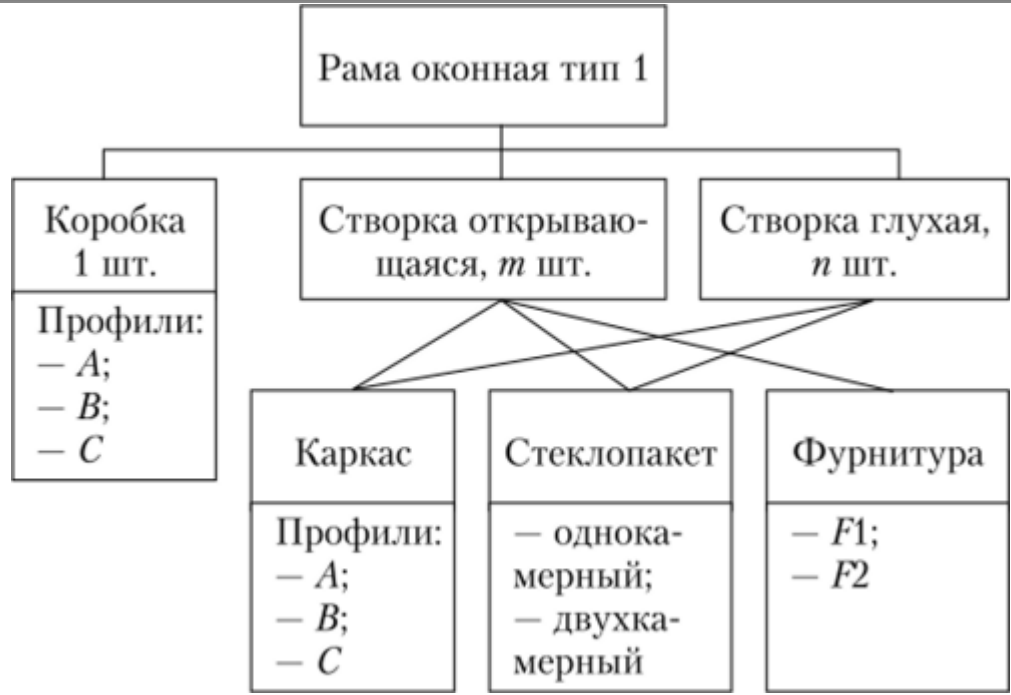 Рама оконная тип 1
Коробка
1 шт.
Профили:
— A;
— B;
— C
Створка открываю-
щаяся, m шт.
Створка глухая,
n шт.
Каркас
Профили:
— A;
— B;
— C
Стеклопакет
— однока-
мерный;
— двухка-
мерный
Фурнитура
— F1;
— F2